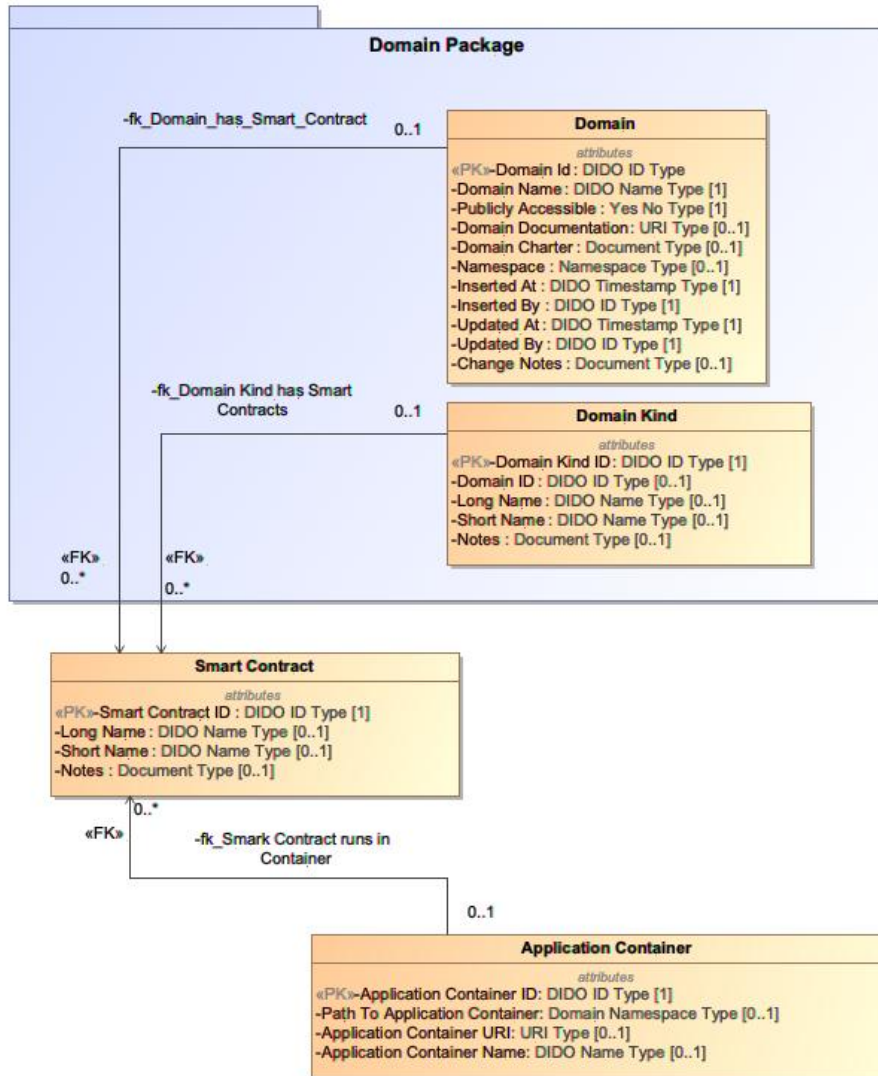 Domain Package
-fk_Domain_has_Smart_Contract
0..1
Domain
attributes
«PK»-Domain Id : DIDO ID Type
-Domain Name : DIDO Name Type [1]
-Publicly Accessible : Yes No Type [1]
-Domain Documentation: URI Type [0..1]
-Domain Charter : Document Type [0..1]
-Namespace : Namespace Type [0..1]
-Inserted At : DIDO Timestamp Type [1]
-Inserted By : DIDO ID Type [1]
-Updated At : DIDO Timestamp Type [1]
-Updated By : DIDO ID Type [1]
-Change Notes : Document Type [0..1]
-fk_Domain Kind has Smart
Contracts
0..1
Domain Kind
attributes
«PK»-Domain Kind ID: DIDO ID Type [1]
-Domain ID: DIDO ID Type [0..1]
-Long Name : DIDO Name Type [0..1]
-Short Name : DIDO Name Type [0..1]
-Notes : Document Type [0..1]
«FK»
0..*
«FK»
0..*
Smart Contract
attributes
«PK»-Smart Contract ID : DIDO ID Type [1]
-Long Name : DIDO Name Type [0..1]
-Short Name : DIDO Name Type [0..1]
-Notes : Document Type [0..1]
0..*
«FK»
-fk_Smark Contract runs in
Container
0..1
Application Container
attributes
«PK»-Application Container ID: DIDO ID Type [1]
-Path To Application Container: Domain Namespace Type [0..1]
-Application Container URI: URI Type [0..1]
-Application Container Name: DIDO Name Type [0..1]